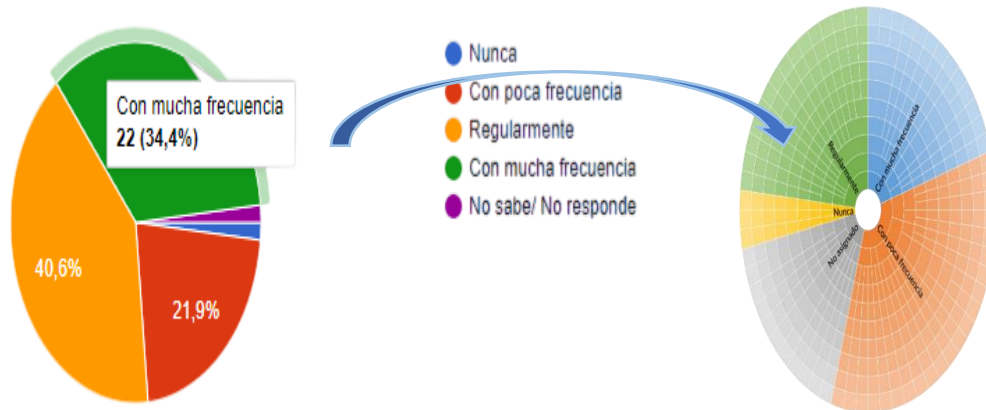 Con mucha frecuencia
22 (34,4%)
40,6%
21,9%
Nunca
Con poca frecuencia
Regularmente
Con mucha frecuencia
No sabe/ No responde
Regularmente
Con mucha frecuencia
Nunca
No asignado
Con poca frecuencia